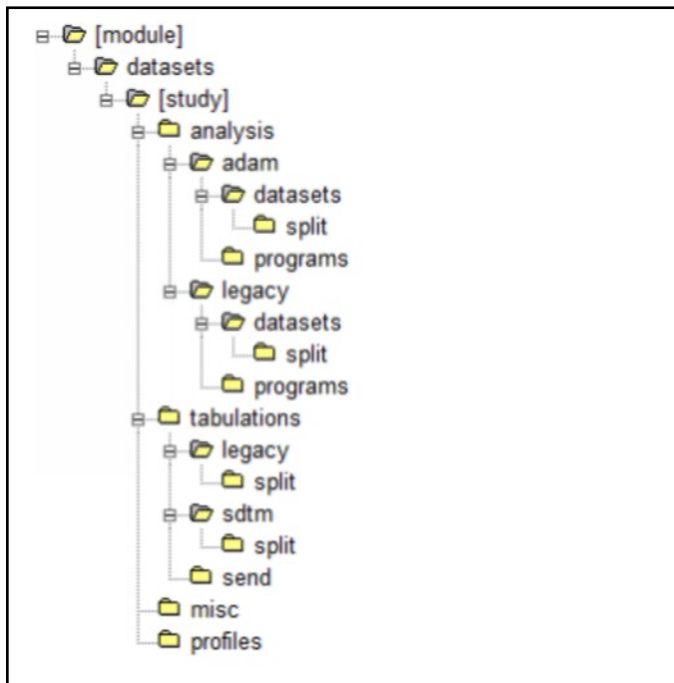 [module]
datasets
[study]
analysis
adam
datasets
split
programs
legacy
datasets
split
programs
tabulations
legacy
split
sdtm
split
send
misc
profiles